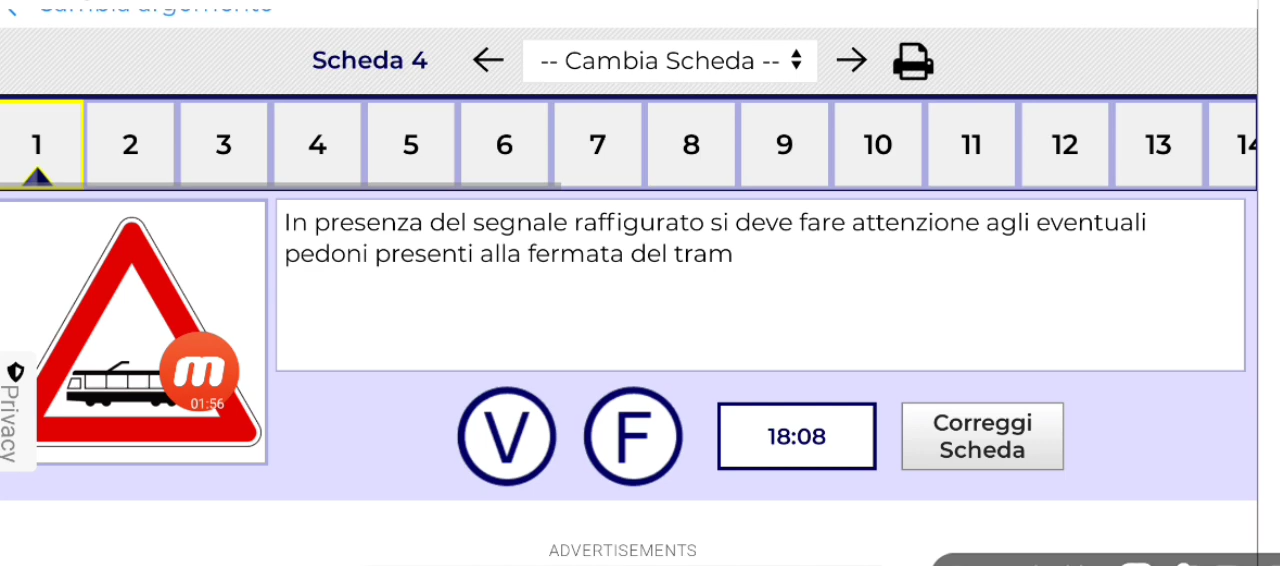 Scheda 4
-- Cambia Scheda --
1 2 3 4 5 6 7 8 9 10 11 12 13
In presenza del segnale raffigurato si deve fare attenzione agli eventuali
pedoni presenti alla fermata del tram
m
01:56
Privacy
V F 18:08 Correggi
Scheda
ADVERTISEMENTS